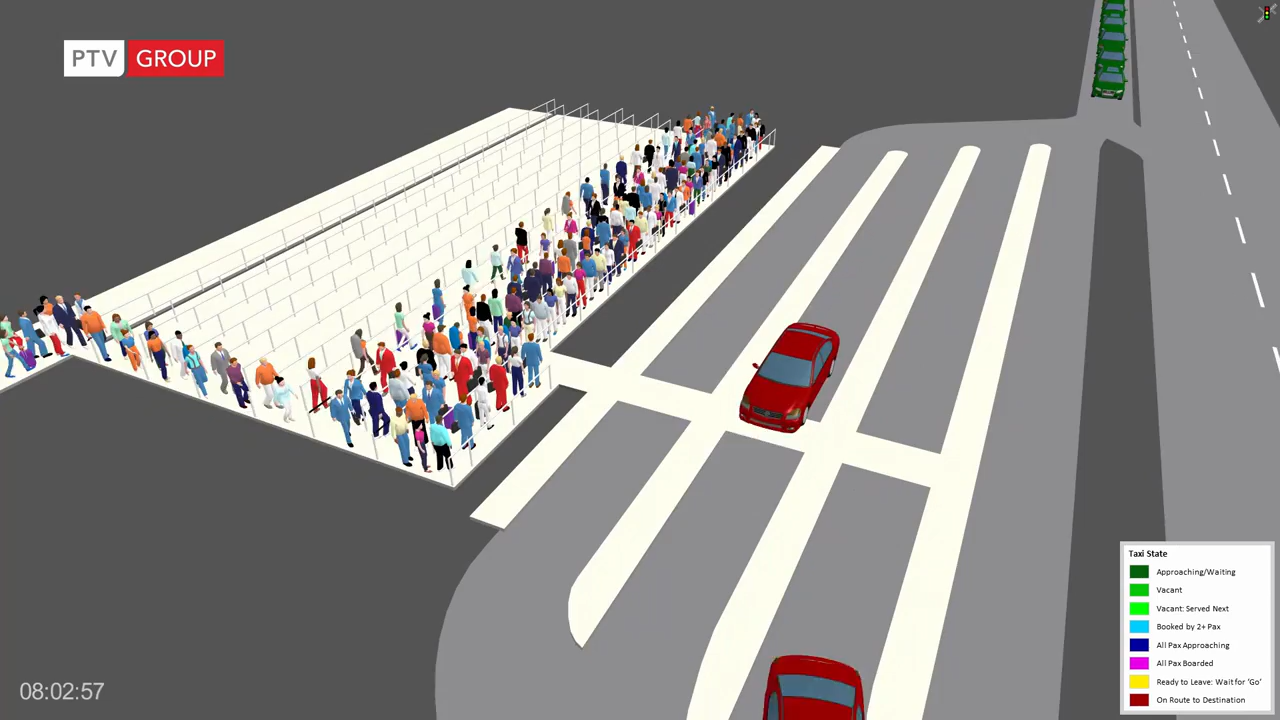 PTV GROUP
Taxi State
Approaching/Waiting
Vacant
Vacant: Served Next
Booked by 2+ Pax
All Pax Approaching
All Pax Boarded
Ready to Leave: Wait for 'Go'
On Route to Destination
08:02:57